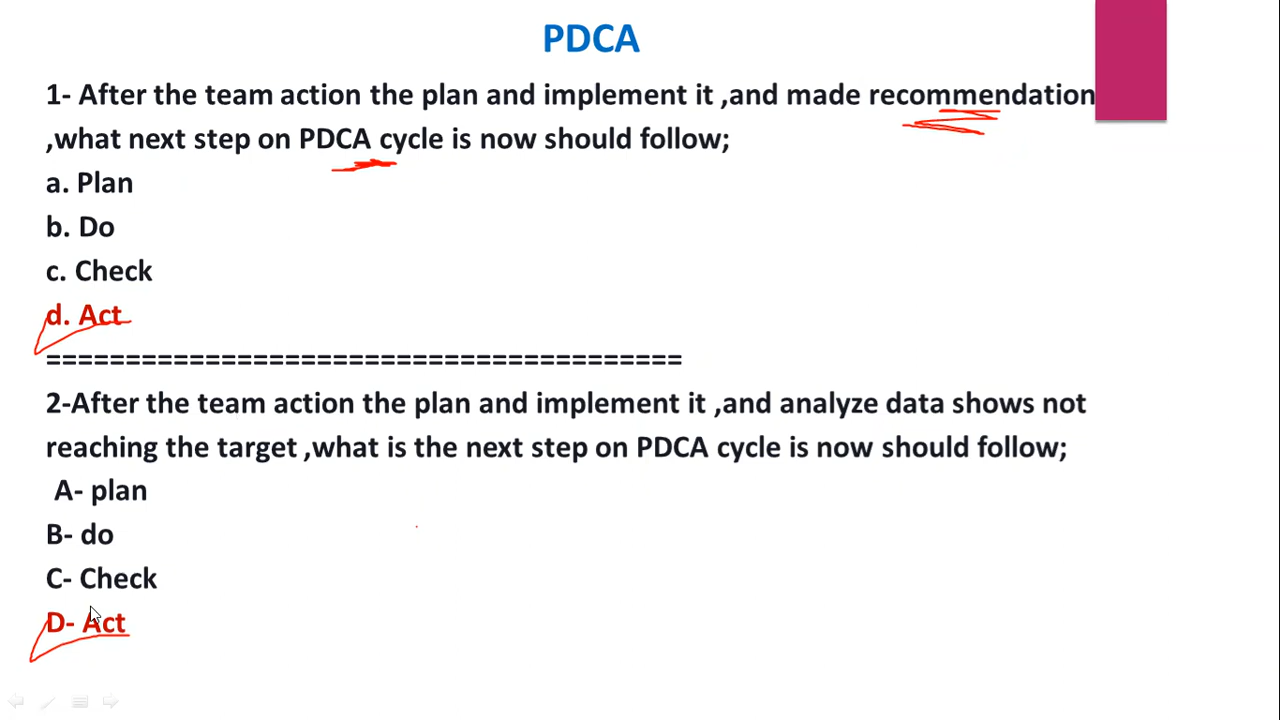 PDCA
1- After the team action the plan and implement it ,and made recommendation
,what next step on PDCA cycle is now should follow;
a. Plan
b. Do
c. Check
d. Act
========================================
2-After the team action the plan and implement it ,and analyze data shows not
reaching the target ,what is the next step on PDCA cycle is now should follow;
A- plan
B- do
C- Check
D- Act